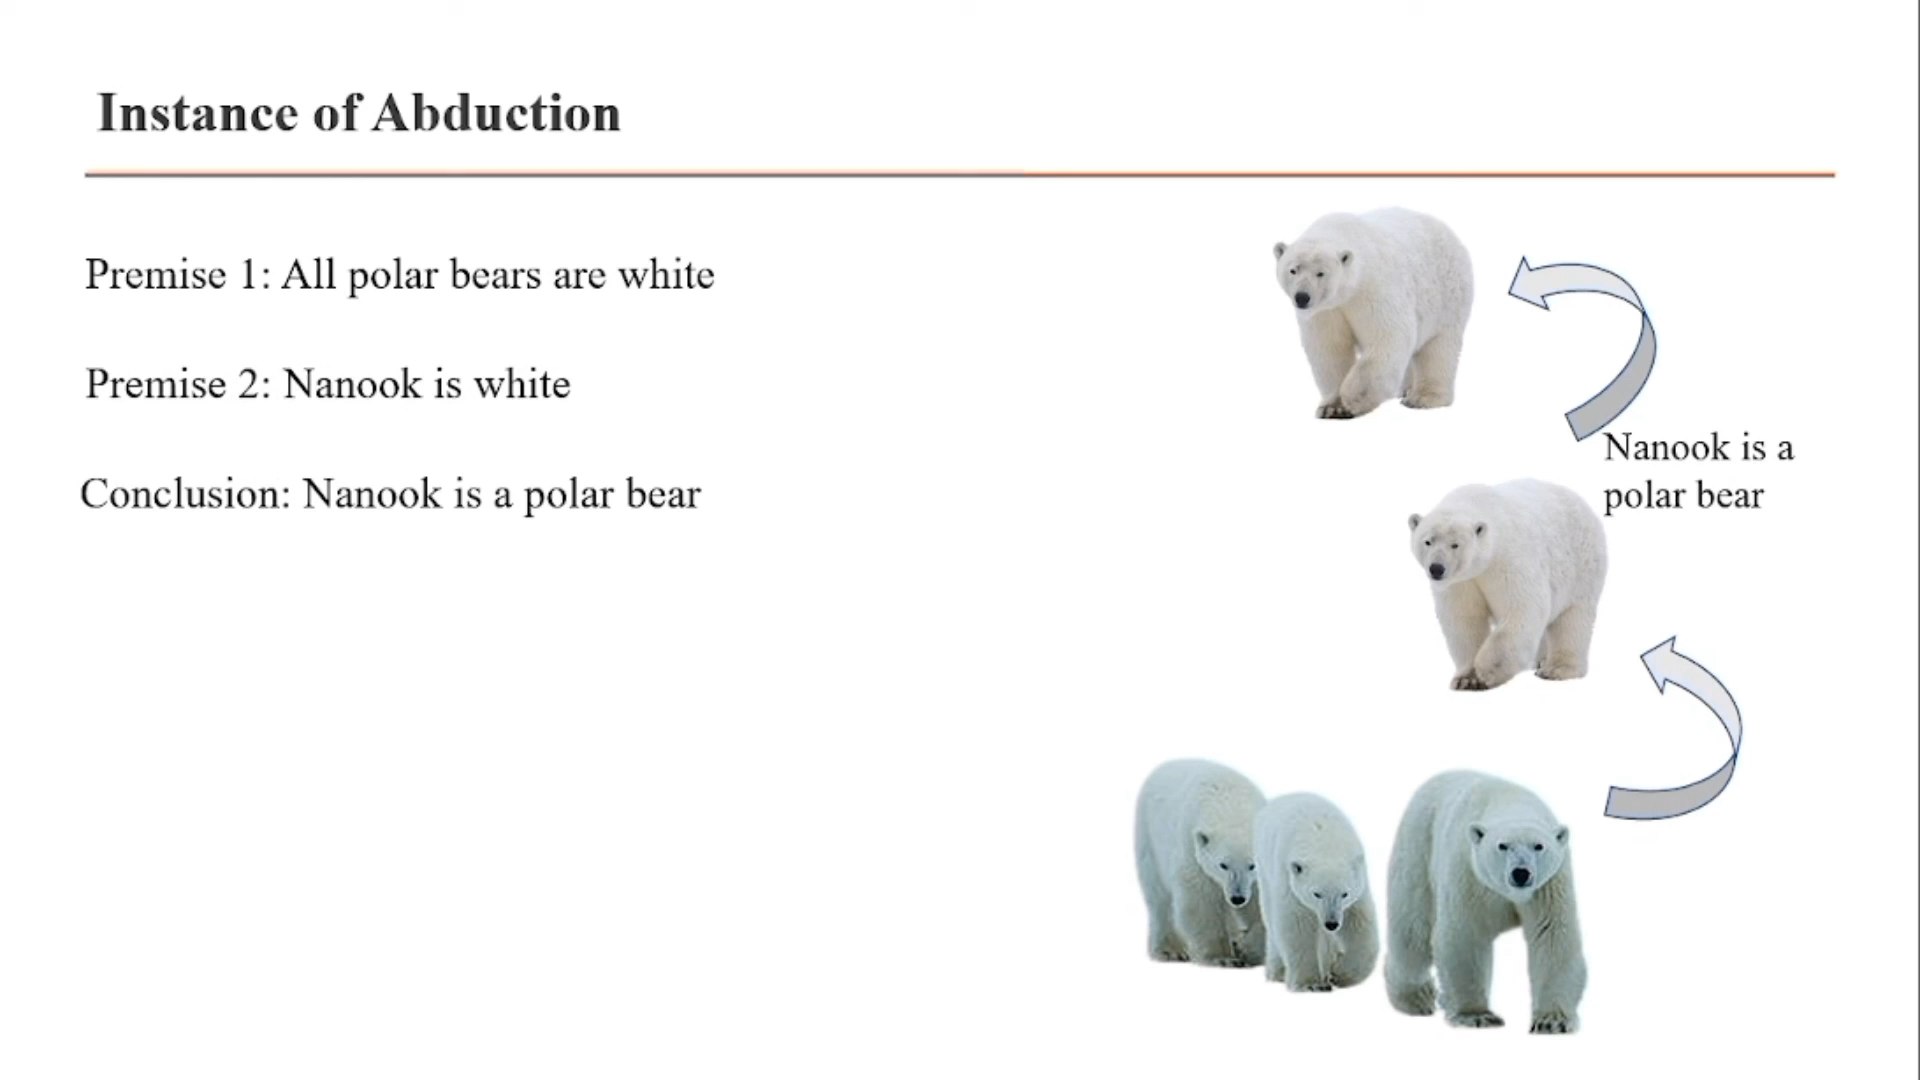 Instance of Abduction
Premise 1: All polar bears are white
Premise 2: Nanook is white
Conclusion: Nanook is a polar bear
Nanook is a
polar bear